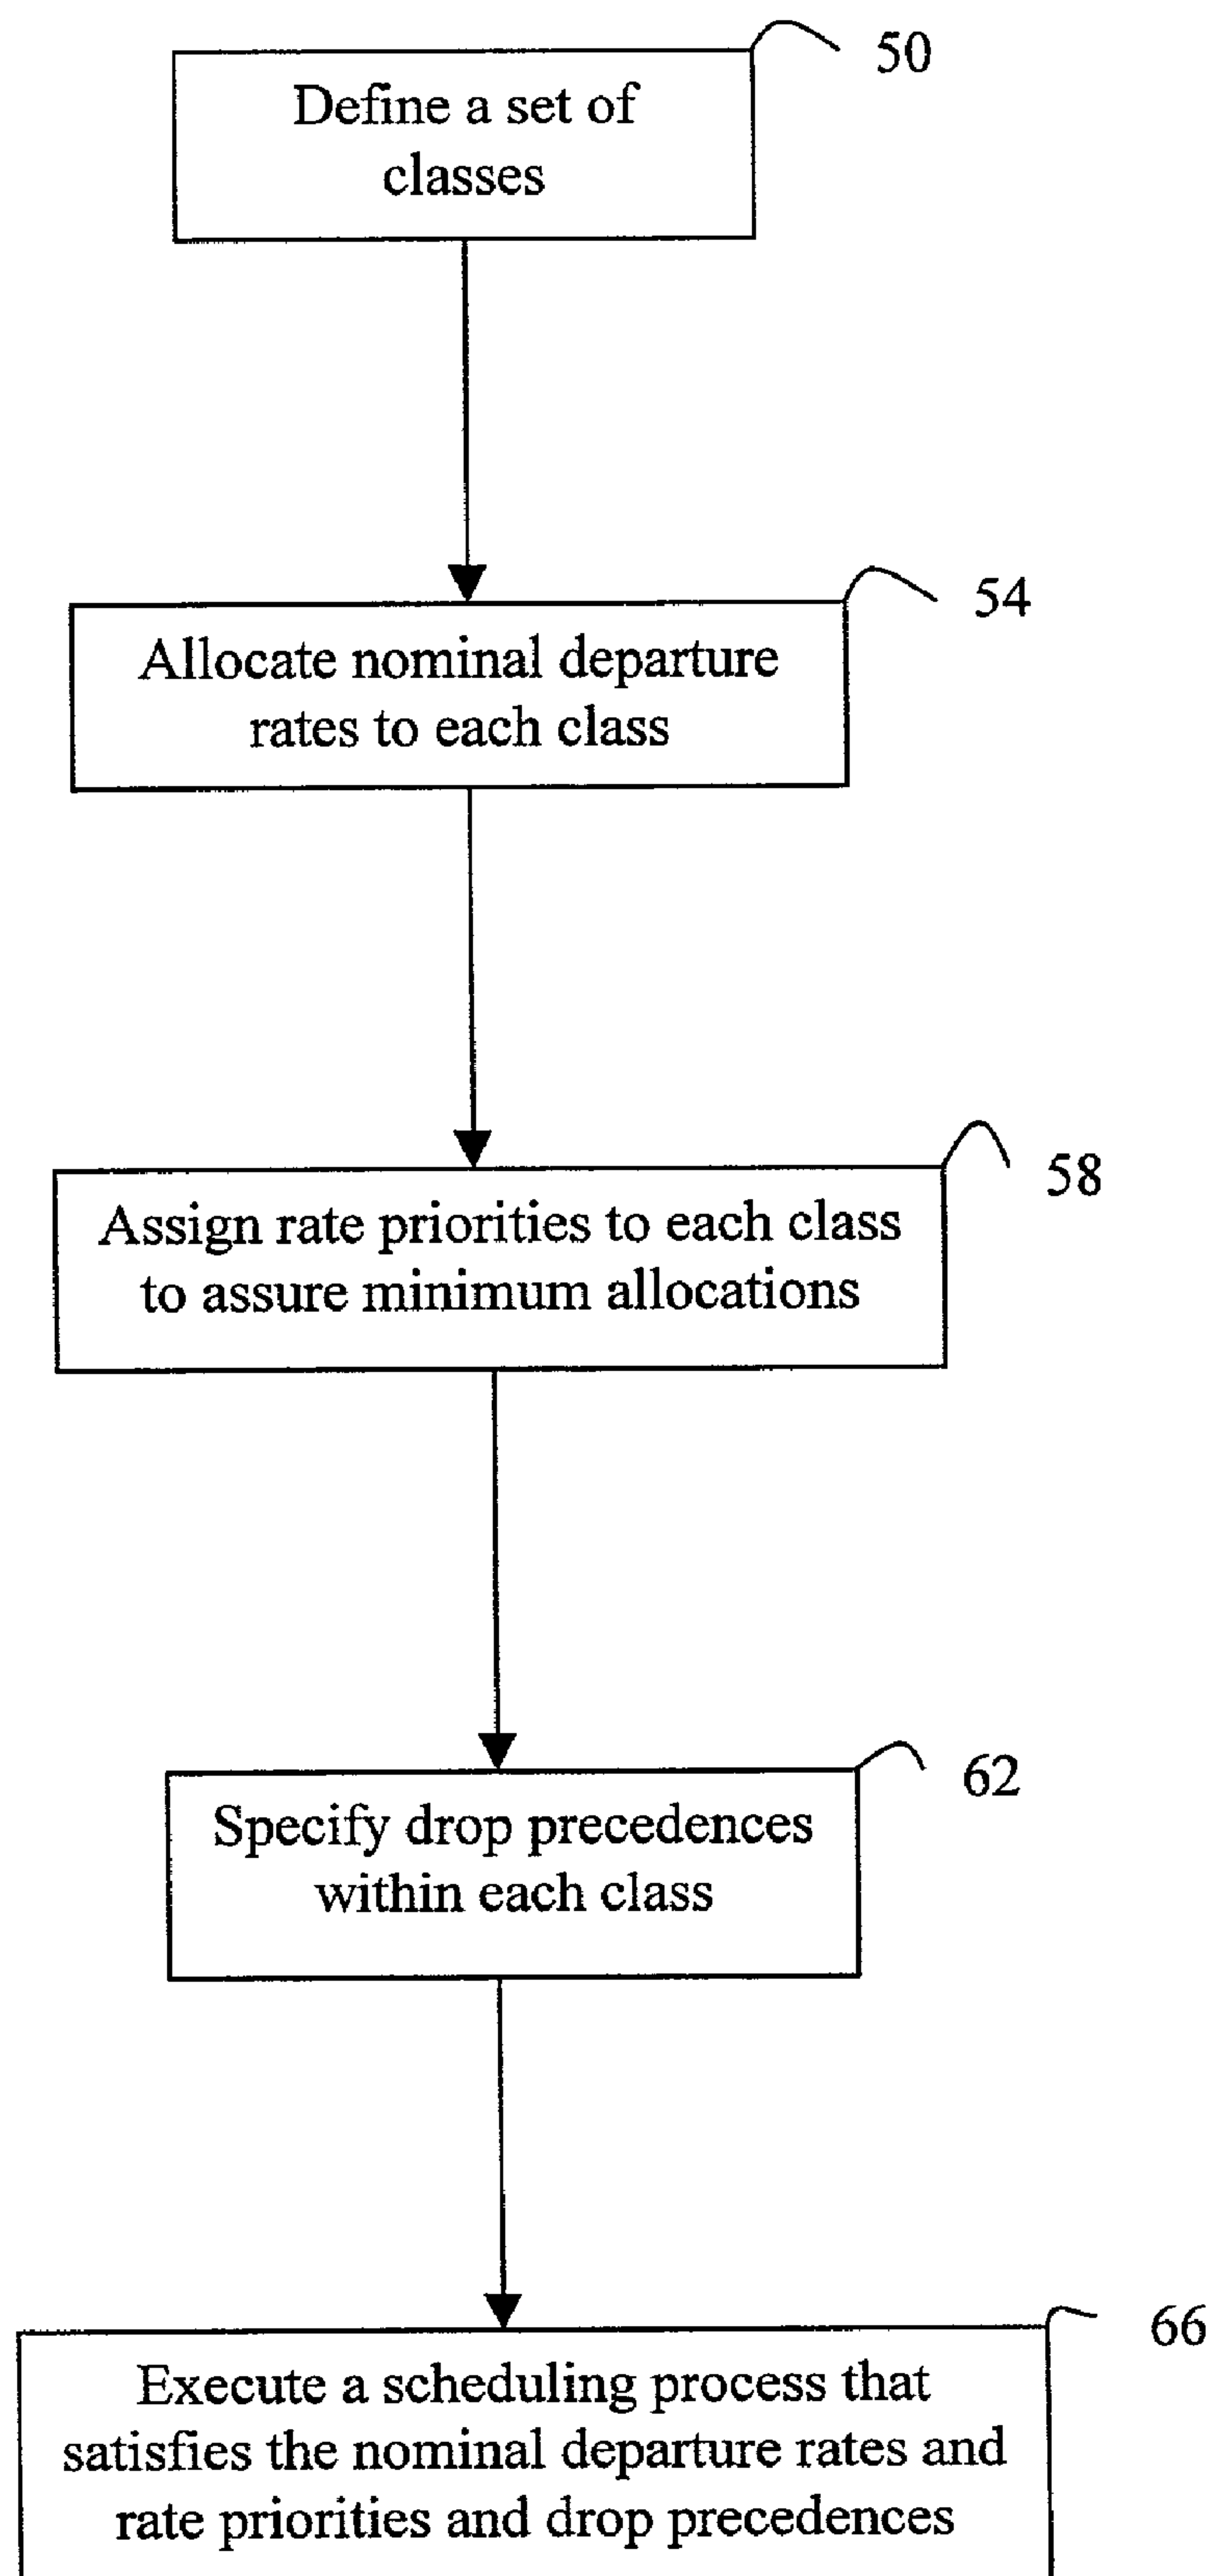 50
Define a set of
classes
54
Allocate nominal departure
rates to each class
58
Assign rate priorities to each class
to assure minimum allocations
62
Specify drop precedences
within each class
66
Execute a scheduling process that
satisfies the nominal departure rates and
rate priorities and drop precedences